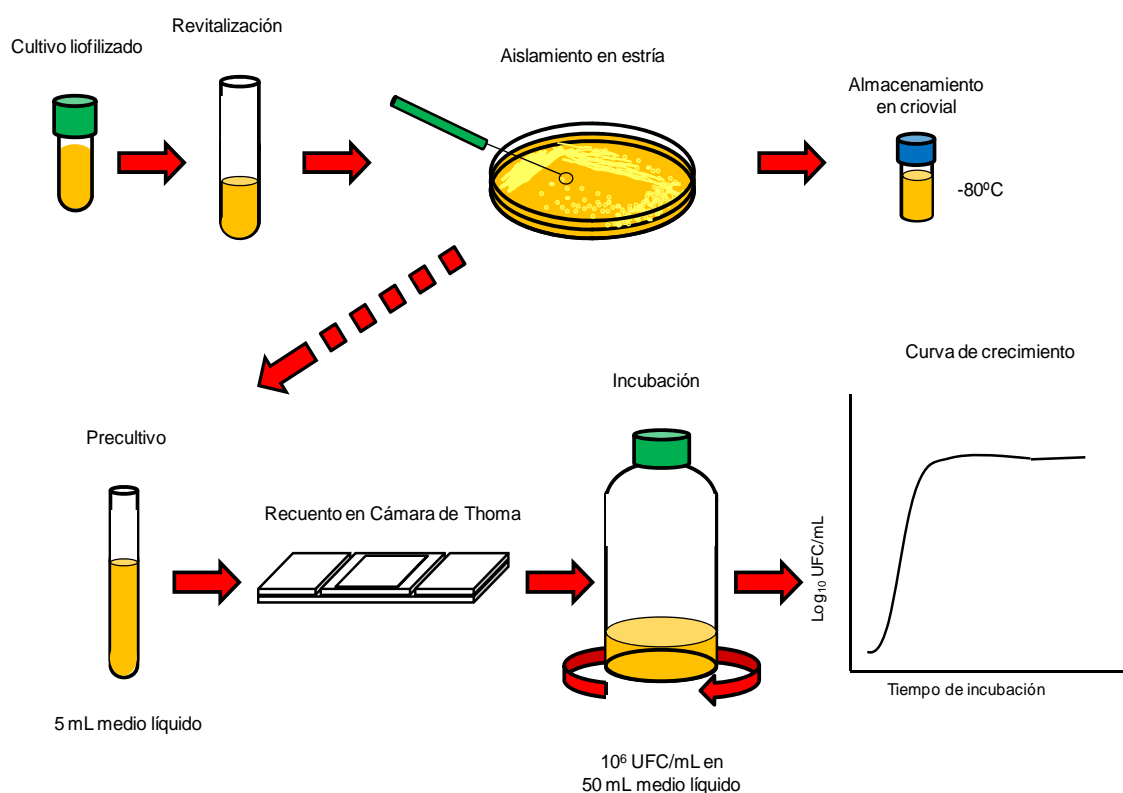 Cultivo liofilizado
Revitalización
Aislamiento en estría
Almacenamiento
en criovial
-80ºC
Precultivo
5 mL medio líquido
Recuento en Cámara de Thoma
Incubación
10⁶ UFC/mL en
50 mL medio líquido
Curva de crecimiento
Log₁₀ UFC/mL
Tiempo de incubación